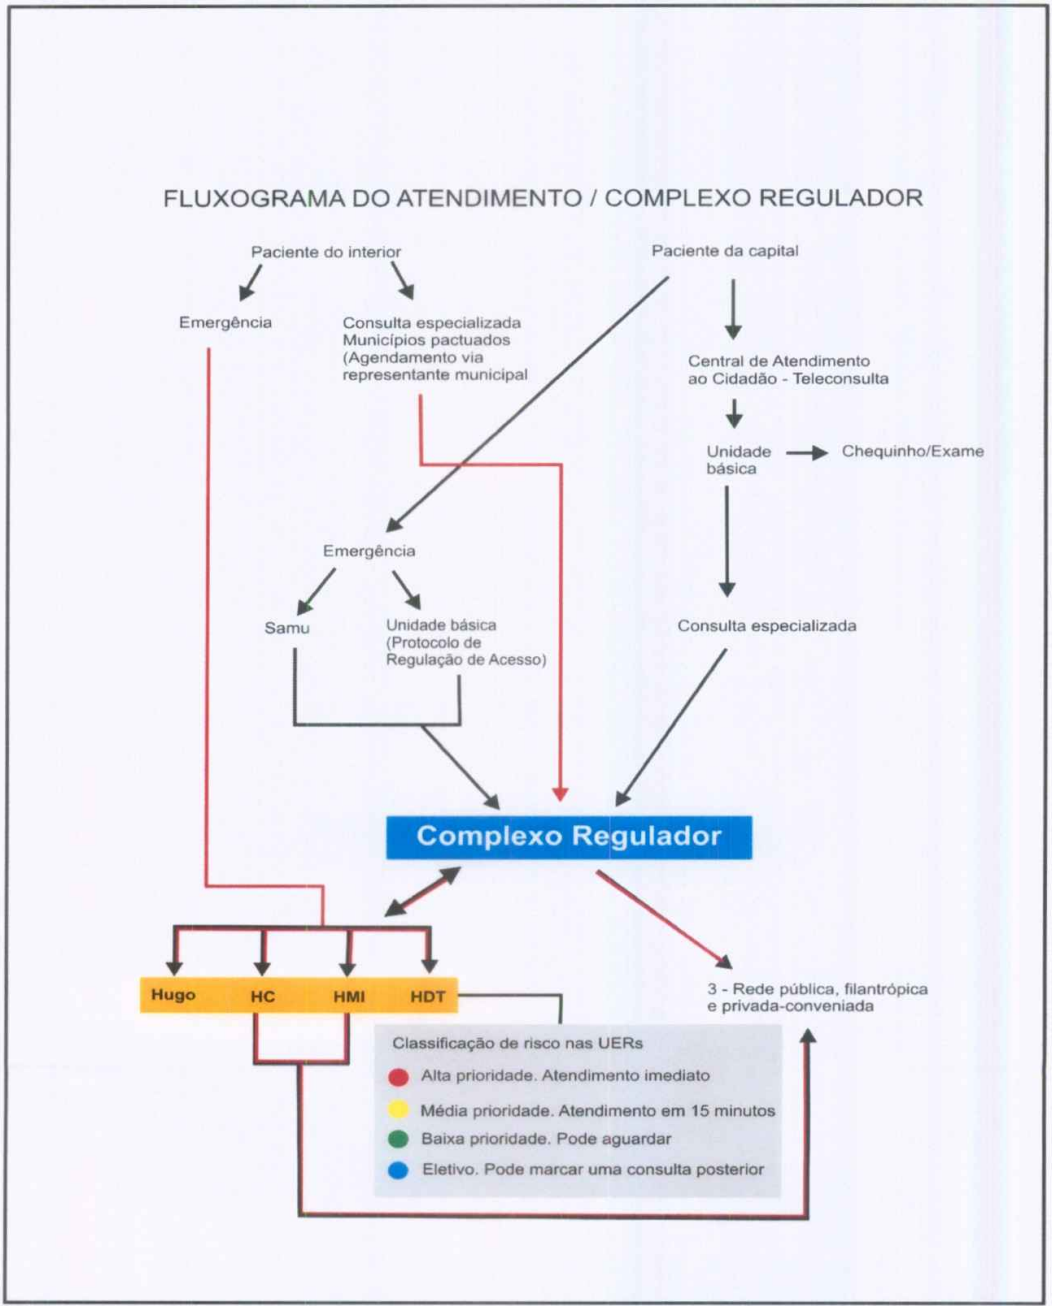 FLUXOGRAMA DO ATENDIMENTO / COMPLEXO REGULADOR
Paciente do interior
Paciente da capital
Emergência
Consulta especializada
Municípios pactuados
(Agendamento via
representante municipal
Central de Atendimento
ao Cidadão - Teleconsulta
Unidade
básica
Chequinho/Exame
Emergência
Samu
Unidade básica
(Protocolo de
Regulação de Acesso)
Consulta especializada
Complexo Regulador
Hugo
HC
HMI
HDT
3 - Rede pública, filantrópica
e privada-conveniada
Classificação de risco nas UERs
Alta prioridade. Atendimento imediato
Média prioridade. Atendimento em 15 minutos
Baixa prioridade. Pode aguardar
Eletivo. Pode marcar uma consulta posterior